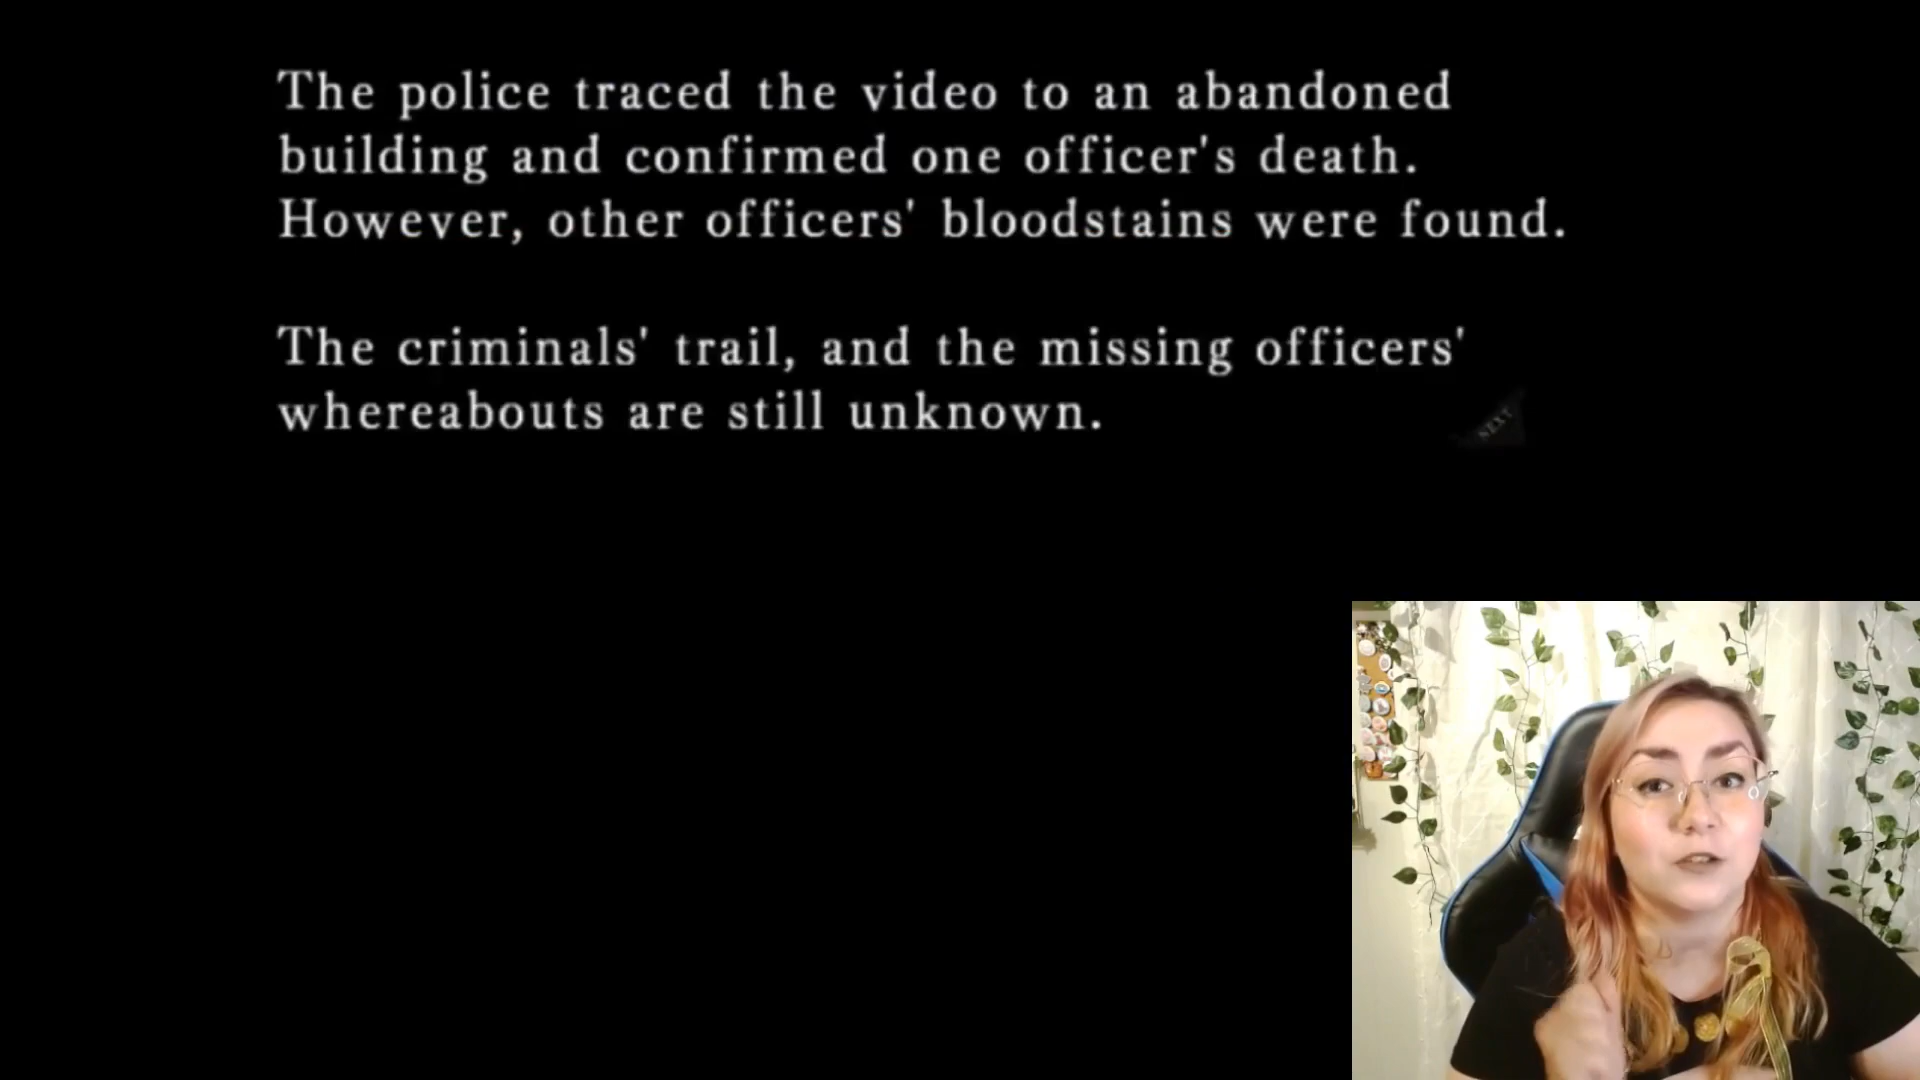 The police traced the video to an abandoned
building and confirmed one officer's death.
However, other officers' bloodstains were found.
The criminals' trail, and the missing officers'
whereabouts are still unknown.
NEXT